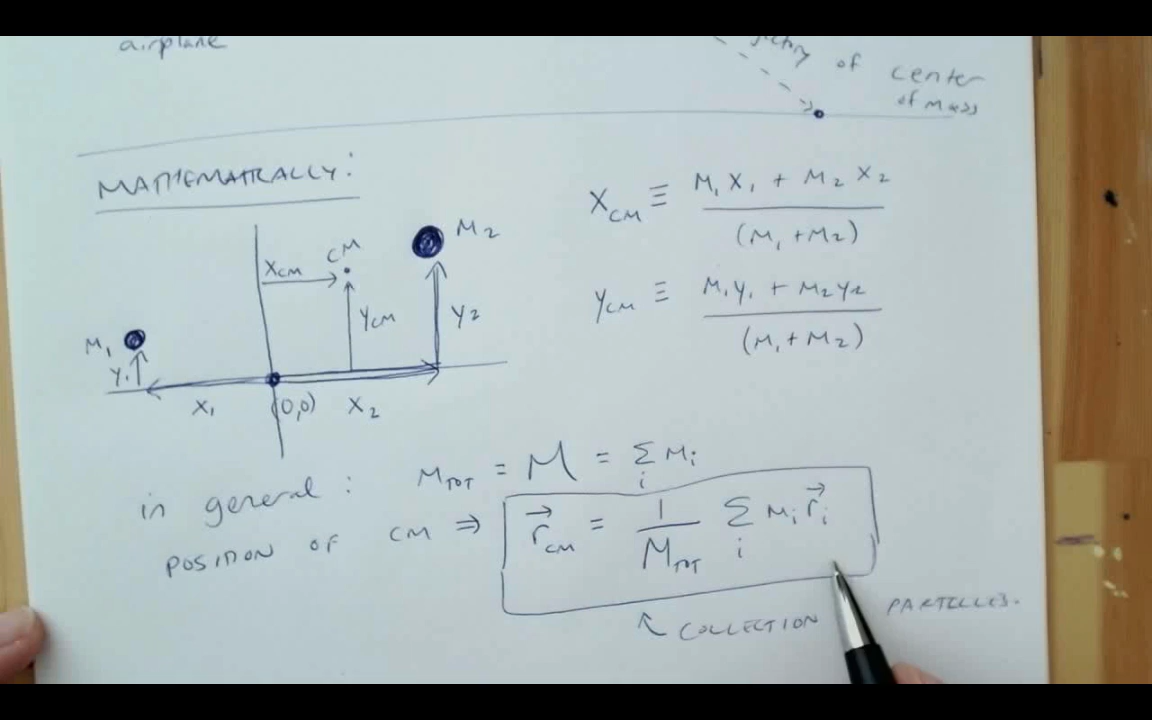 airplane
of center
of mass
MATHEMATICALLY:
X_CM ≡ (M₁X₁ + M₂X₂) / (M₁ + M₂)
Y_CM ≡ (M₁Y₁ + M₂Y₂) / (M₁ + M₂)
M₂
CM
X_CM
Y_CM
Y₂
M₁
Y₁
X₁
(0,0)
X₂
in general: M_TOT = M = Σ_i M_i
POSITION OF CM ⇒ r⃗_CM = 1/M_TOT Σ_i M_i r⃗_i
COLLECTION PARTICLES.